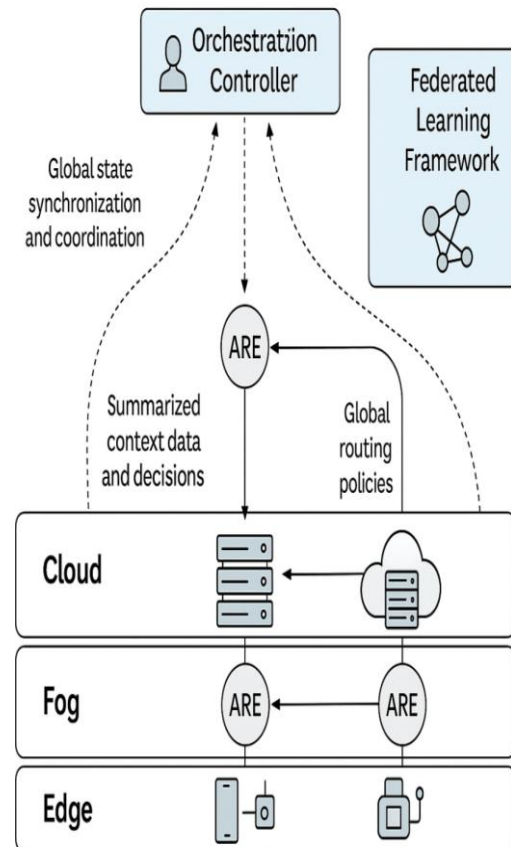 Orchestration
Controller
Federated
Learning
Framework
Global state
synchronization
and coordination
ARE
Summarized
context data
and decisions
Global
routing
policies
Cloud
Fog
ARE
ARE
Edge